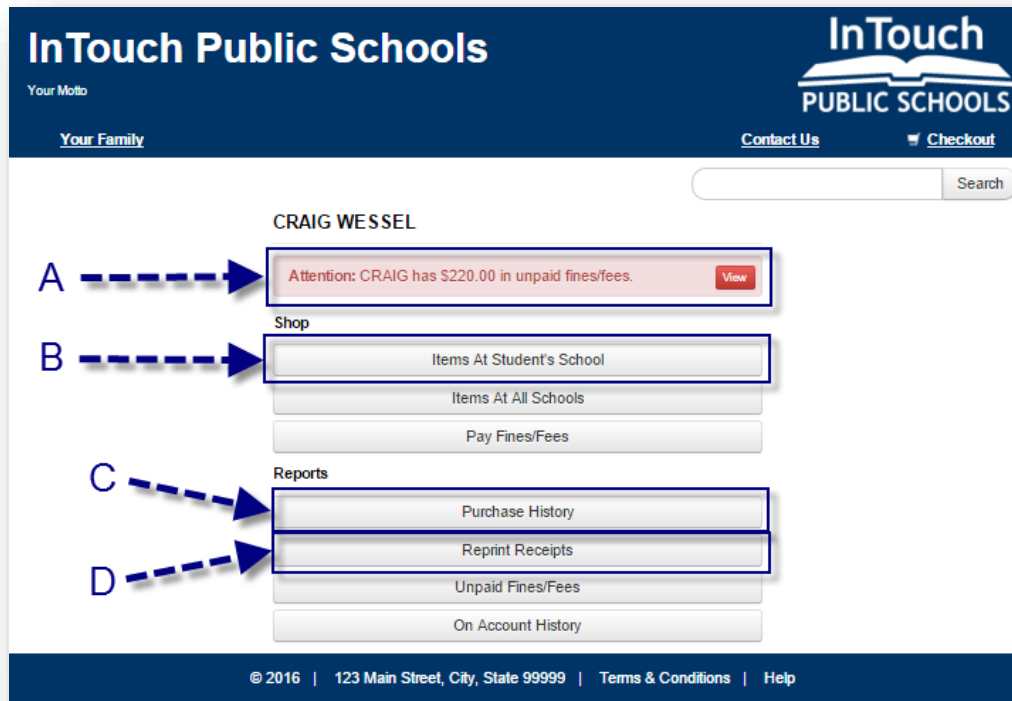 InTouch Public Schools
Your Motto
InTouch
PUBLIC SCHOOLS
Your Family
Contact Us
Checkout
Search
CRAIG WESSEL
A
Attention: CRAIG has $220.00 in unpaid fines/fees.
View
Shop
B
Items At Student's School
Items At All Schools
Pay Fines/Fees
Reports
C
Purchase History
D
Reprint Receipts
Unpaid Fines/Fees
On Account History
© 2016 | 123 Main Street, City, State 99999 | Terms & Conditions | Help